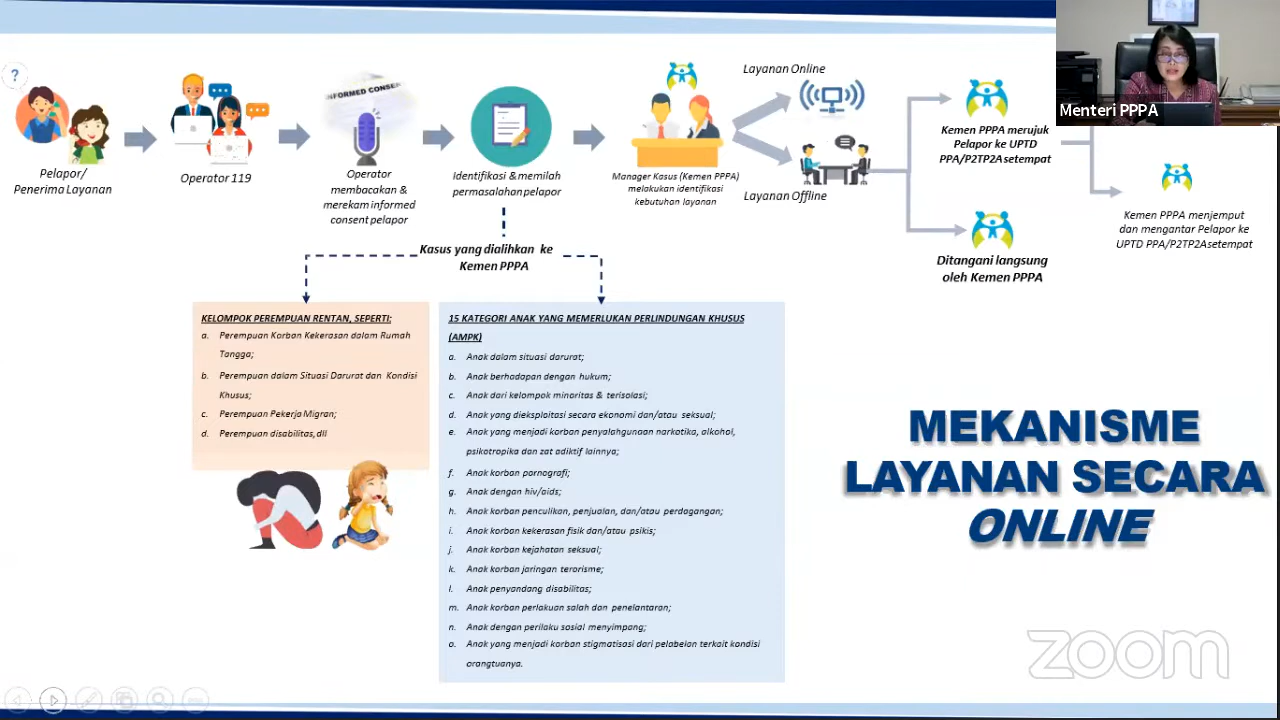 Menteri PPPA
?
Pelapor/
Penerima Layanan
Operator 119
INFORMED CONSENT
Operator
membacakan &
merekam informed
consent pelapor
Identifikasi & memilah
permasalahan pelapor
Manager Kasus (Kemen PPPA)
melakukan identifikasi
kebutuhan layanan
Layanan Online
Layanan Offline
Kemen PPPA merujuk
Pelapor ke UPTD
PPA/P2TP2A setempat
Kemen PPPA menjemput
dan mengantar Pelapor ke
UPTD PPA/P2TP2A setempat
Ditangani langsung
oleh Kemen PPPA
Kasus yang dialihkan ke
Kemen PPPA
KELOMPOK PEREMPUAN RENTAN, SEPERTI:
a. Perempuan Korban Kekerasan dalam Rumah
Tangga;
b. Perempuan dalam Situasi Darurat dan Kondisi
Khusus;
c. Perempuan Pekerja Migran;
d. Perempuan disabilitas, dll
15 KATEGORI ANAK YANG MEMERLUKAN PERLINDUNGAN KHUSUS
(AMPK)
a. Anak dalam situasi darurat;
b. Anak berhadapan dengan hukum;
c. Anak dari kelompok minoritas & terisolasi;
d. Anak yang dieksploitasi secara ekonomi dan/atau seksual;
e. Anak yang menjadi korban penyalahgunaan narkotika, alkohol,
psikotropika dan zat adiktif lainnya;
f. Anak korban pornografi;
g. Anak dengan hiv/aids;
h. Anak korban penculikan, penjualan, dan/atau perdagangan;
i. Anak korban kekerasan fisik dan/atau psikis;
j. Anak korban kejahatan seksual;
k. Anak korban jaringan terorisme;
l. Anak penyandang disabilitas;
m. Anak korban perlakuan salah dan penelantaran;
n. Anak dengan perilaku sosial menyimpang;
o. Anak yang menjadi korban stigmatisasi dari pelabelan terkait kondisi
orangtuanya.
MEKANISME
LAYANAN SECARA
ONLINE
zoom